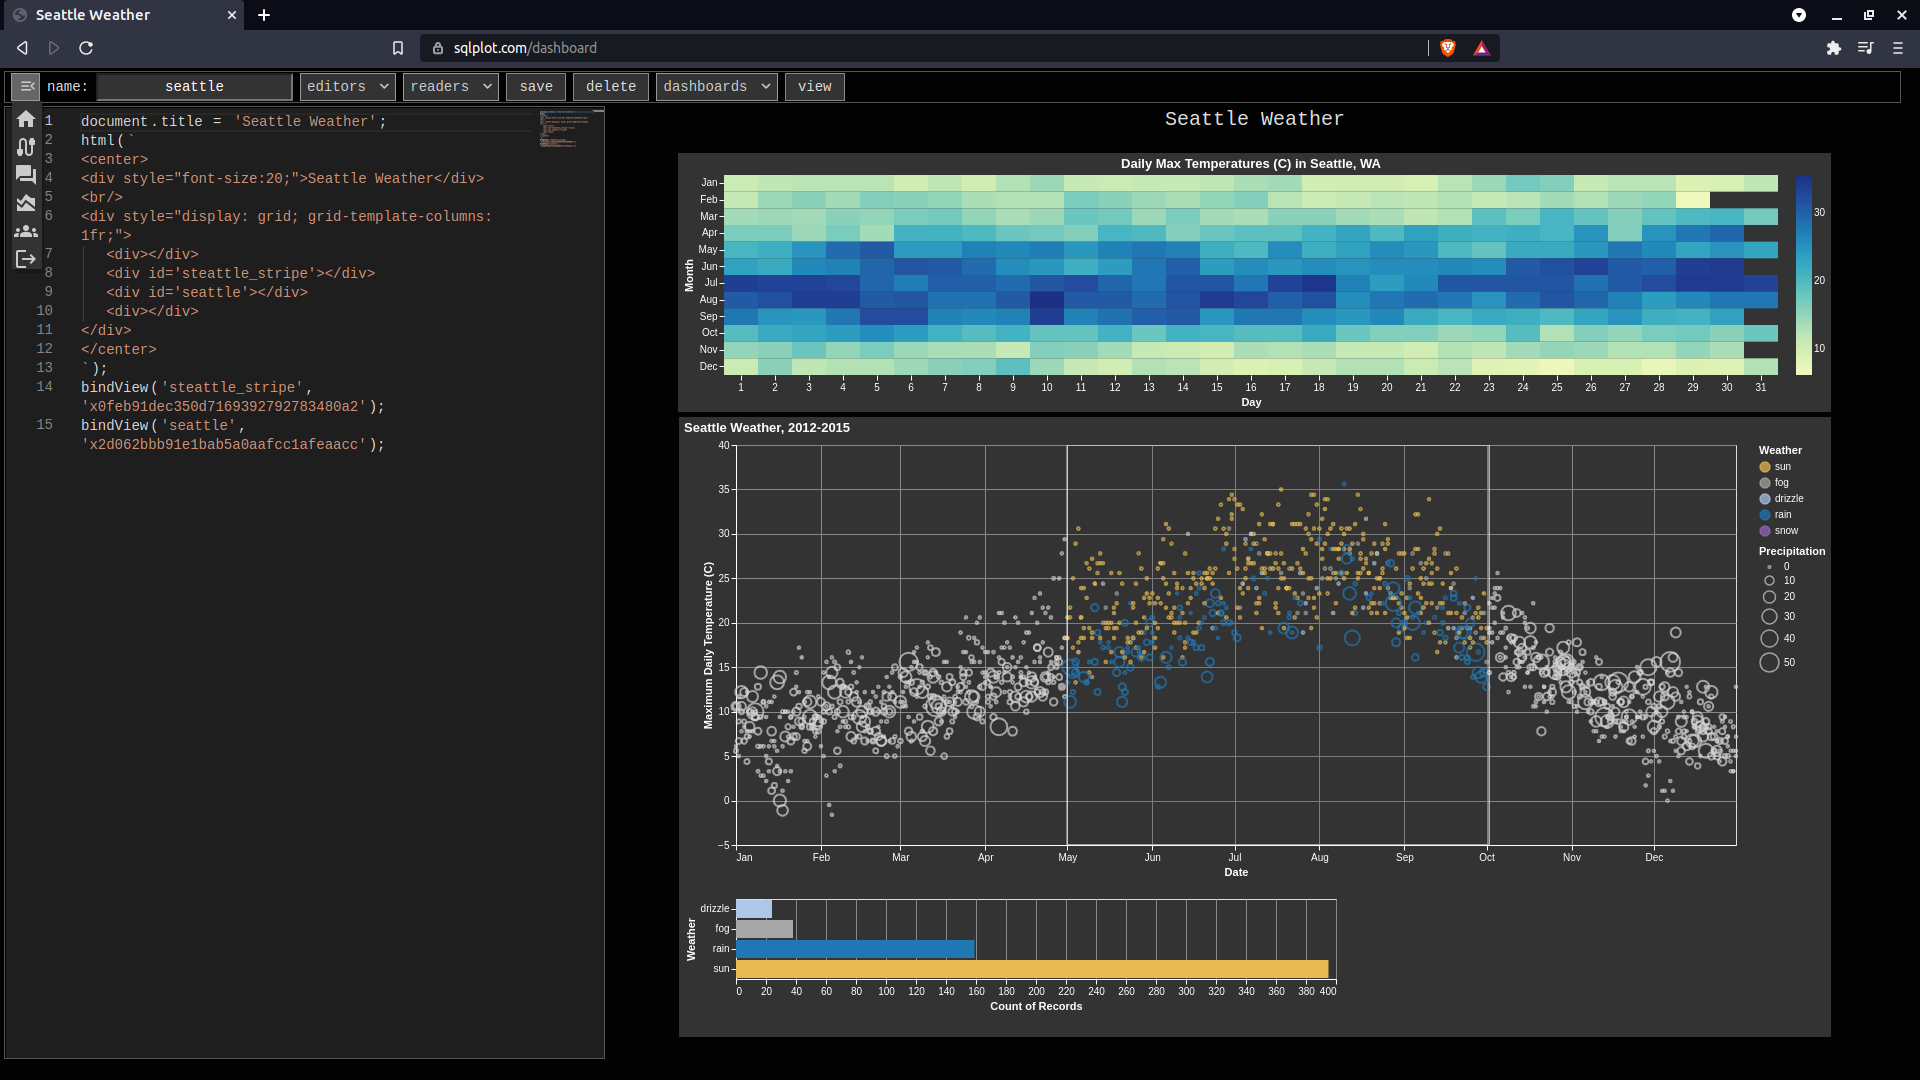 Seattle Weather
sqlplot.com/dashboard
name: seattle editors readers save delete dashboards view
1 document.title = 'Seattle Weather';
2 html(`
3 <center>
4 <div style="font-size:20;">Seattle Weather</div>
5 <br/>
6 <div style="display: grid; grid-template-columns:
1fr;">
7 <div></div>
8 <div id='steattle_stripe'></div>
9 <div id='seattle'></div>
10 <div></div>
11 </div>
12 </center>
13 `);
14 bindView('steattle_stripe',
'x0feb91dec350d7169392792783480a2');
15 bindView('seattle',
'x2d062bbb91e1bab5a0aafcc1afeaacc');
Seattle Weather
Daily Max Temperatures (C) in Seattle, WA
Month
Jan
Feb
Mar
Apr
May
Jun
Jul
Aug
Sep
Oct
Nov
Dec
1 2 3 4 5 6 7 8 9 10 11 12 13 14 15 16 17 18 19 20 21 22 23 24 25 26 27 28 29 30 31
Day
30
20
10
Seattle Weather, 2012-2015
Maximum Daily Temperature (C)
40
35
30
25
20
15
10
5
0
−5
Jan Feb Mar Apr May Jun Jul Aug Sep Oct Nov Dec
Date
Weather
sun
fog
drizzle
rain
snow
Precipitation
0
10
20
30
40
50
Weather
drizzle
fog
rain
sun
0 20 40 60 80 100 120 140 160 180 200 220 240 260 280 300 320 340 360 380 400
Count of Records